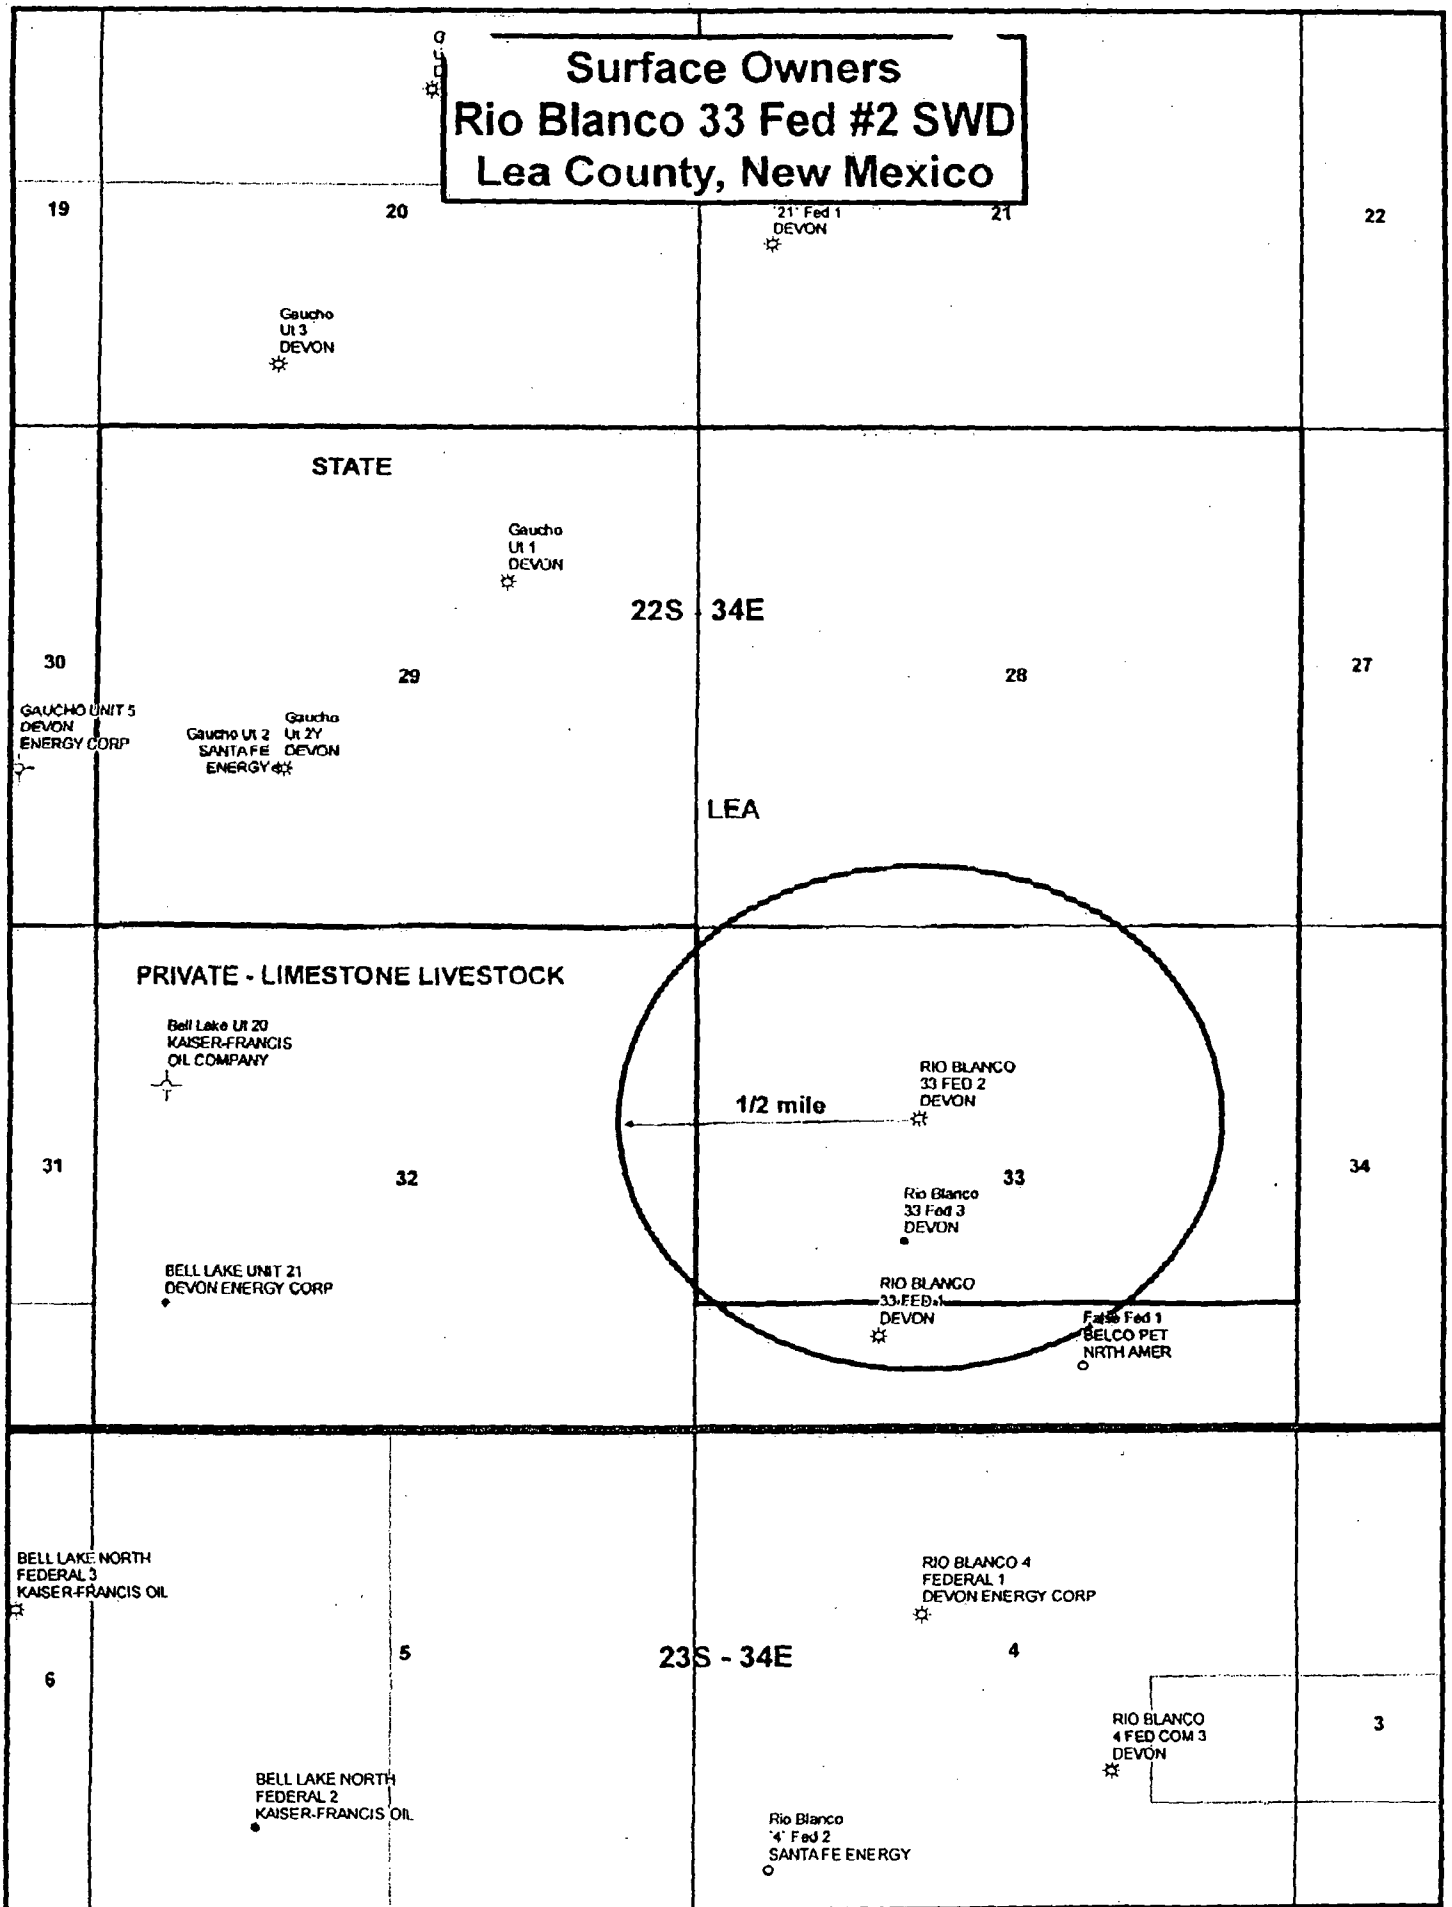 Surface Owners
Rio Blanco 33 Fed #2 SWD
Lea County, New Mexico
19
20
'21' Fed 1
DEVON
21
22
Gaucho
Ut 3
DEVON
STATE
Gaucho
Ut 1
DEVON
22S - 34E
30
29
28
27
GAUCHO UNIT 5
DEVON
ENERGY CORP
Gaucho Ut 2
SANTA FE
ENERGY
Gaucho
Ut 2Y
DEVON
LEA
PRIVATE - LIMESTONE LIVESTOCK
Bell Lake Ut 20
KAISER-FRANCIS
OIL COMPANY
RIO BLANCO
33 FED 2
DEVON
1/2 mile
31
32
33
34
Rio Blanco
33 Fed 3
DEVON
BELL LAKE UNIT 21
DEVON ENERGY CORP
RIO BLANCO
33 FED 1
DEVON
False Fed 1
BELCO PET
NRTH AMER
BELL LAKE NORTH
FEDERAL 3
KAISER-FRANCIS OIL
RIO BLANCO 4
FEDERAL 1
DEVON ENERGY CORP
6
5
23S - 34E
4
3
RIO BLANCO
4 FED COM 3
DEVON
BELL LAKE NORTH
FEDERAL 2
KAISER-FRANCIS OIL
Rio Blanco
'4' Fed 2
SANTA FE ENERGY